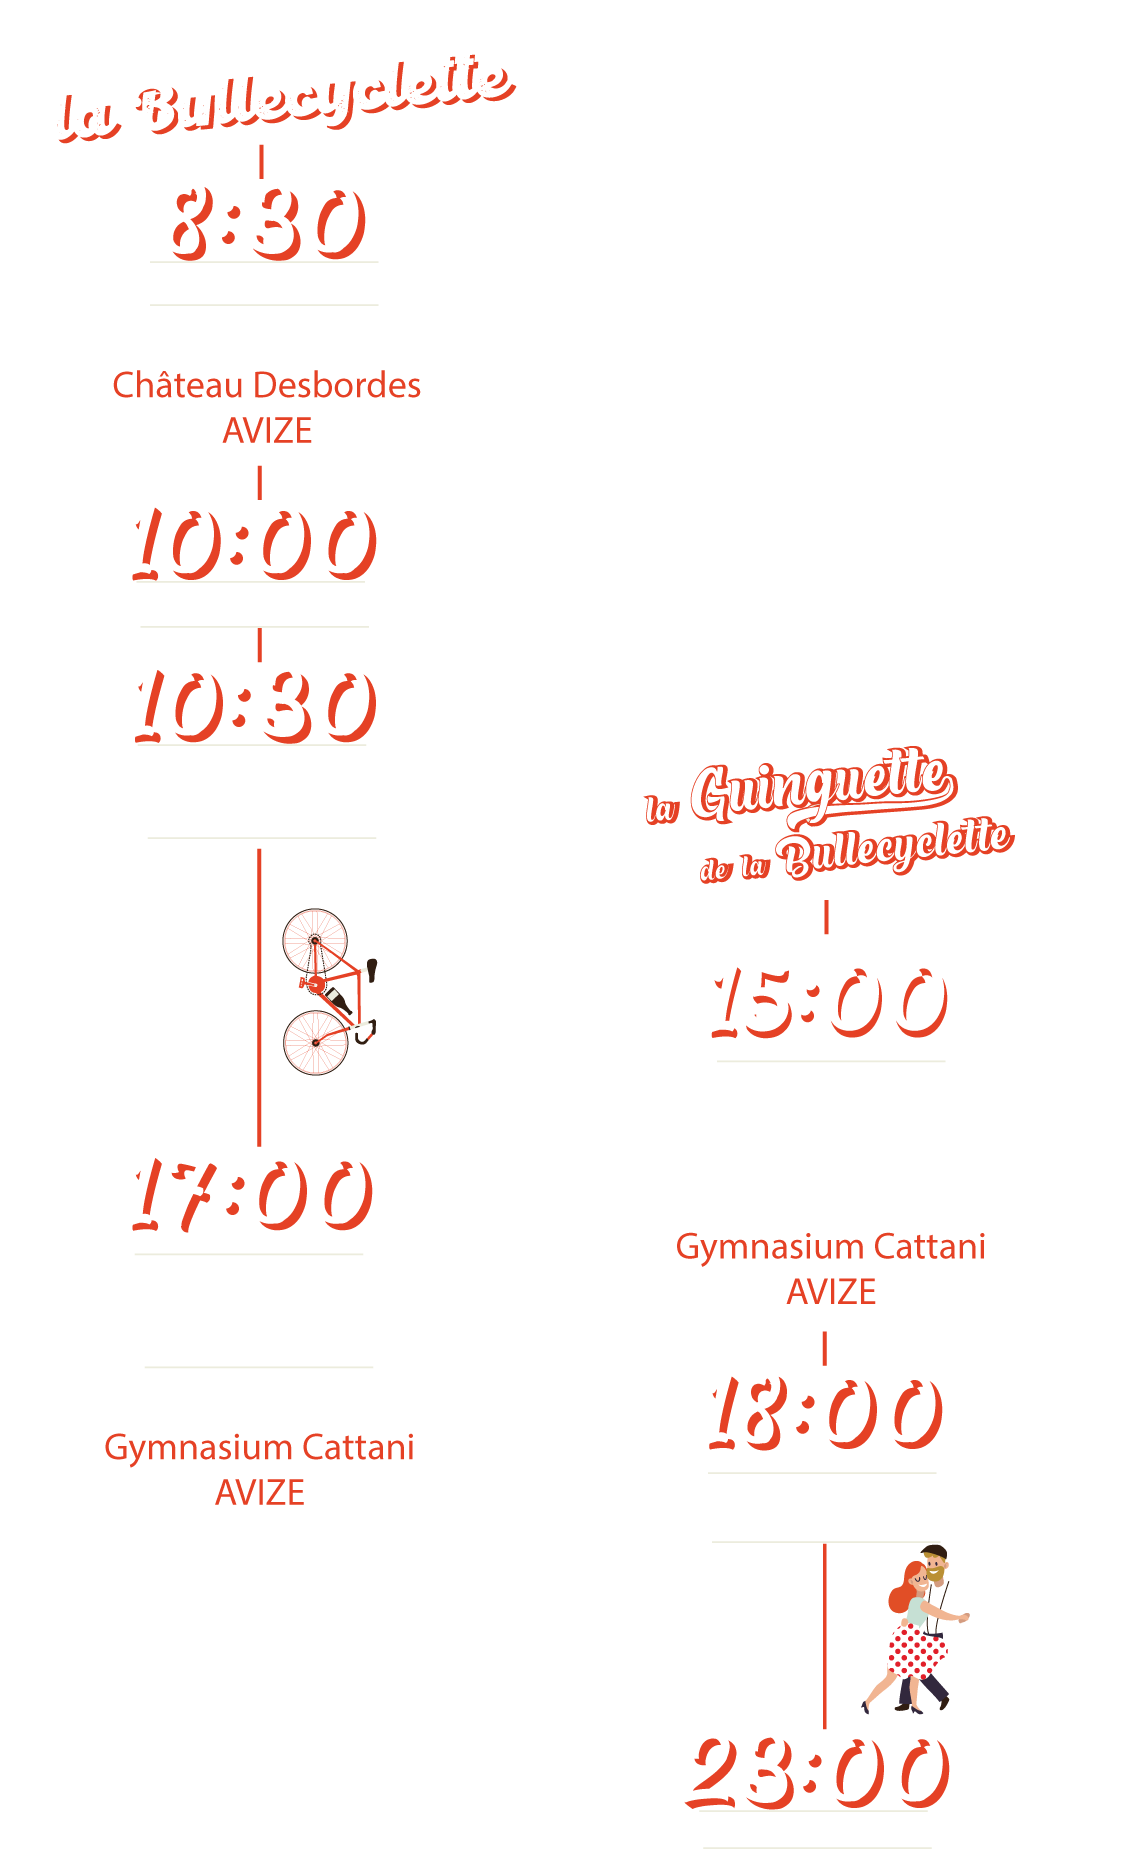 la Bullecyclette
8:30
Château Desbordes
AVIZE
10:00
10:30
17:00
Gymnasium Cattani
AVIZE
la Guinguette
de la Bullecyclette
15:00
Gymnasium Cattani
AVIZE
18:00
23:00